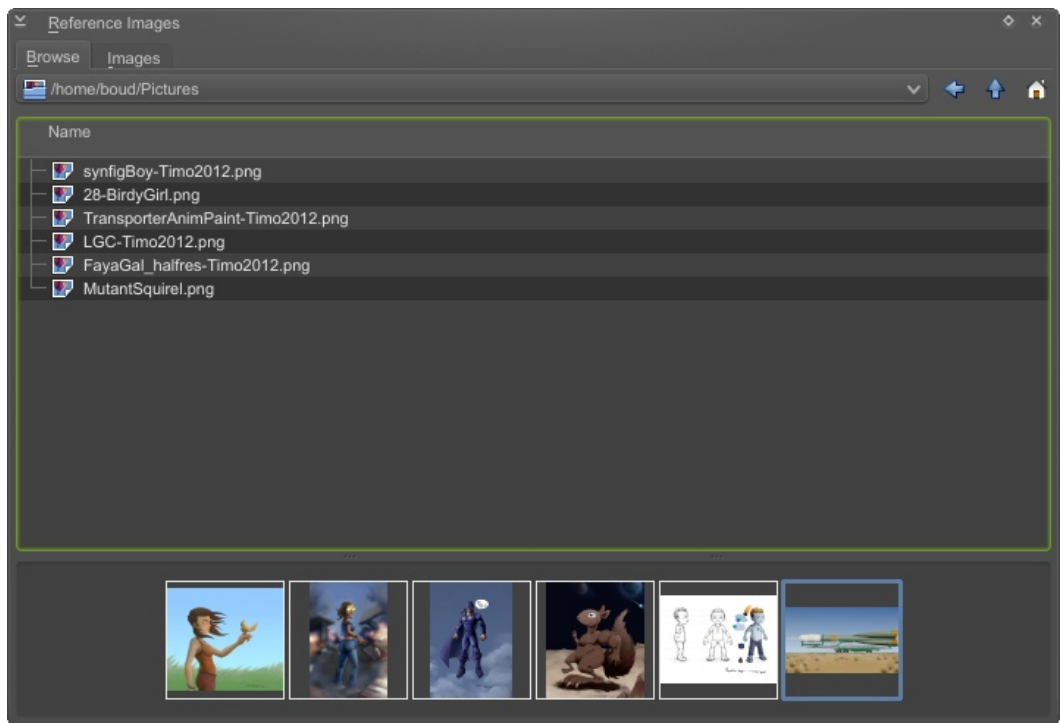 Reference Images
Browse
Images
/home/boud/Pictures
Name
synfigBoy-Timo2012.png
28-BirdyGirl.png
TransporterAnimPaint-Timo2012.png
LGC-Timo2012.png
FayaGal_halfres-Timo2012.png
MutantSquirrel.png